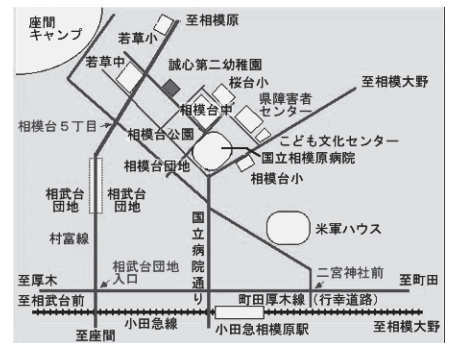 座間
キャンプ
至相模原
若草小
誠心第二幼稚園
若草中
桜台小
至相模大野
県障害者
センター
相模台中
相模台5丁目
相模台公園
こども文化センター
国立相模原病院
相模台団地
相模台小
相武台
団地
相武台
団地
国立病院通り
米軍ハウス
村富線
相武台団地
入口
二宮神社前
至厚木
至町田
町田厚木線(行幸道路)
至相武台前
小田急線
小田急相模原駅
至相模大野
至座間